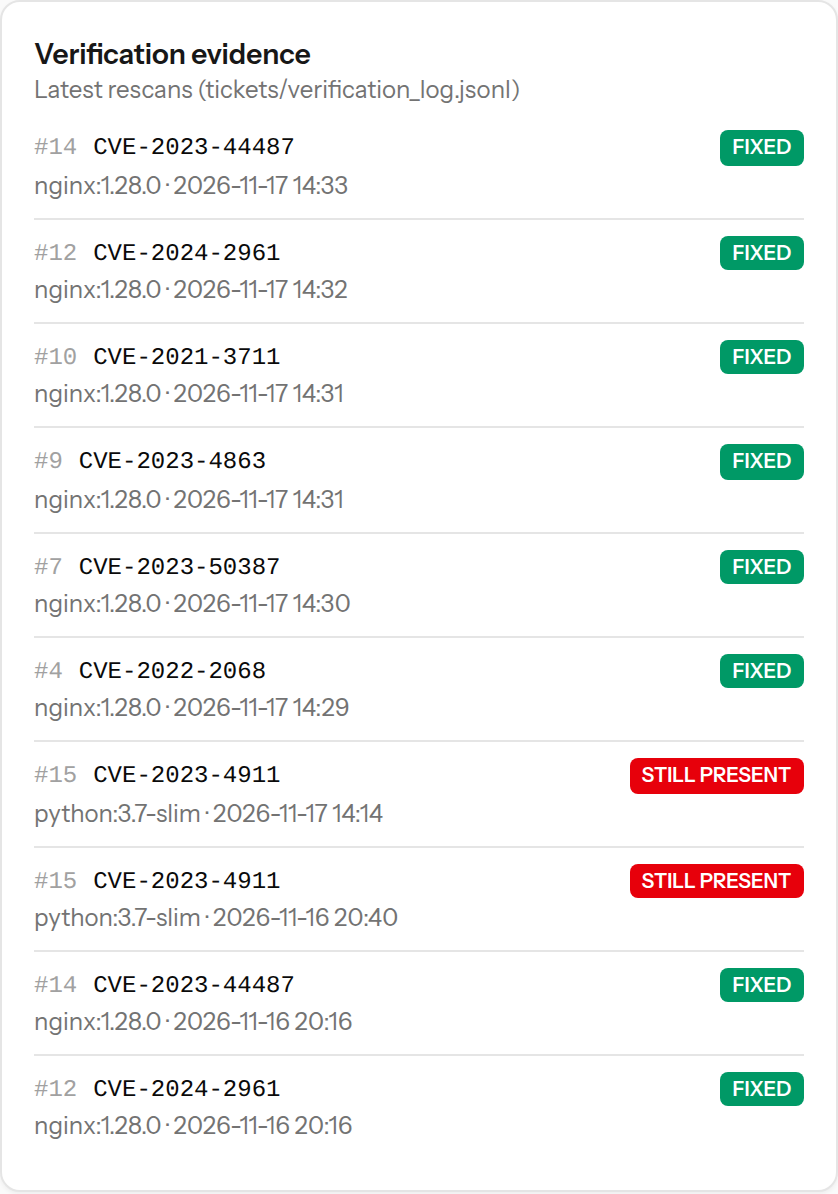 Verification evidence
Latest rescans (tickets/verification_log.jsonl)
#14 CVE-2023-44487 FIXED
nginx:1.28.0 · 2026-11-17 14:33
#12 CVE-2024-2961 FIXED
nginx:1.28.0 · 2026-11-17 14:32
#10 CVE-2021-3711 FIXED
nginx:1.28.0 · 2026-11-17 14:31
#9 CVE-2023-4863 FIXED
nginx:1.28.0 · 2026-11-17 14:31
#7 CVE-2023-50387 FIXED
nginx:1.28.0 · 2026-11-17 14:30
#4 CVE-2022-2068 FIXED
nginx:1.28.0 · 2026-11-17 14:29
#15 CVE-2023-4911 STILL PRESENT
python:3.7-slim · 2026-11-17 14:14
#15 CVE-2023-4911 STILL PRESENT
python:3.7-slim · 2026-11-16 20:40
#14 CVE-2023-44487 FIXED
nginx:1.28.0 · 2026-11-16 20:16
#12 CVE-2024-2961 FIXED
nginx:1.28.0 · 2026-11-16 20:16